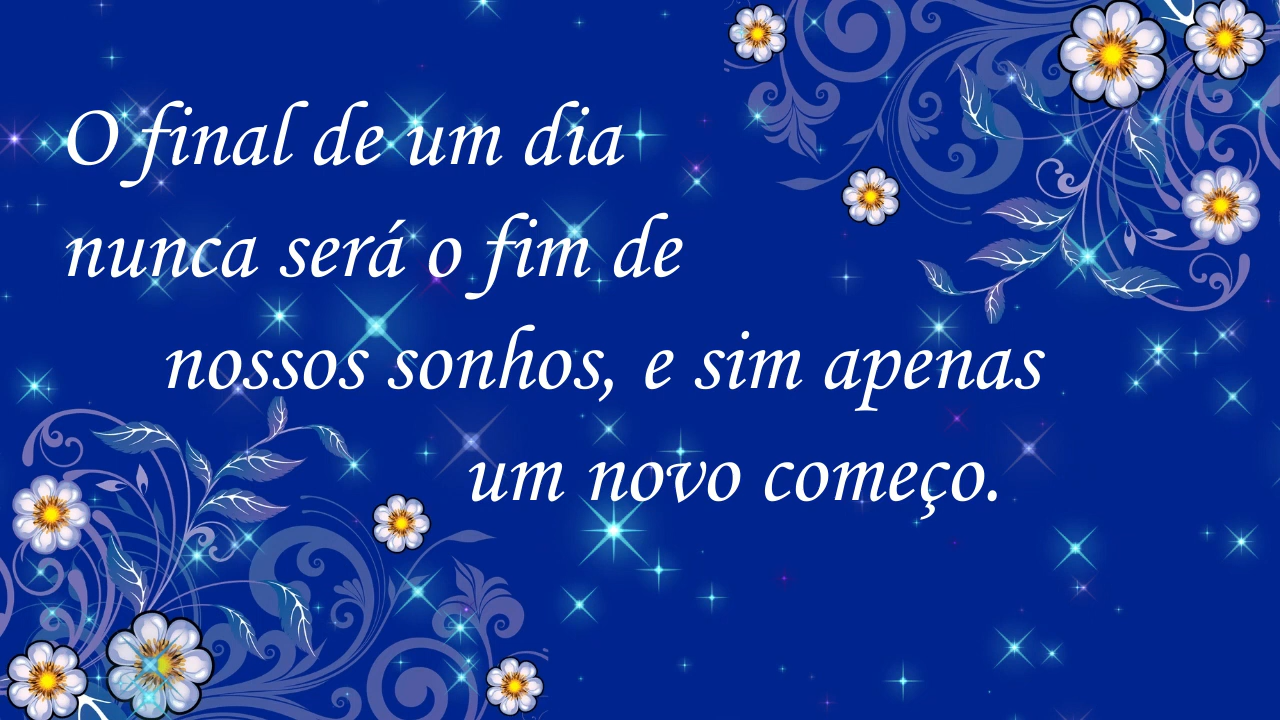 O final de um dia
nunca será o fim de
nossos sonhos, e sim apenas
um novo começo.